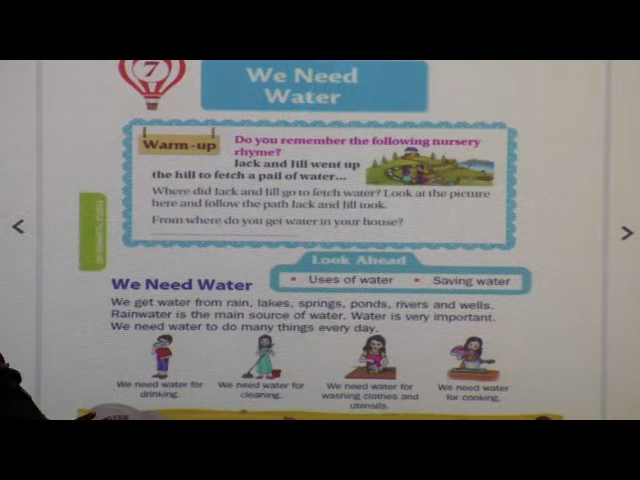 7
We Need
Water
Warm-up
Do you remember the following nursery
rhyme?
Jack and Jill went up
the hill to fetch a pail of water...
Where did Jack and Jill go to fetch water? Look at the picture
here and follow the path Jack and Jill took.
From where do you get water in your house?
Look Ahead
• Uses of water • Saving water
We Need Water
We get water from rain, lakes, springs, ponds, rivers and wells.
Rainwater is the main source of water. Water is very important.
We need water to do many things every day.
We need water for
drinking.
We need water for
cleaning.
We need water for
washing clothes and
utensils.
We need water
for cooking.